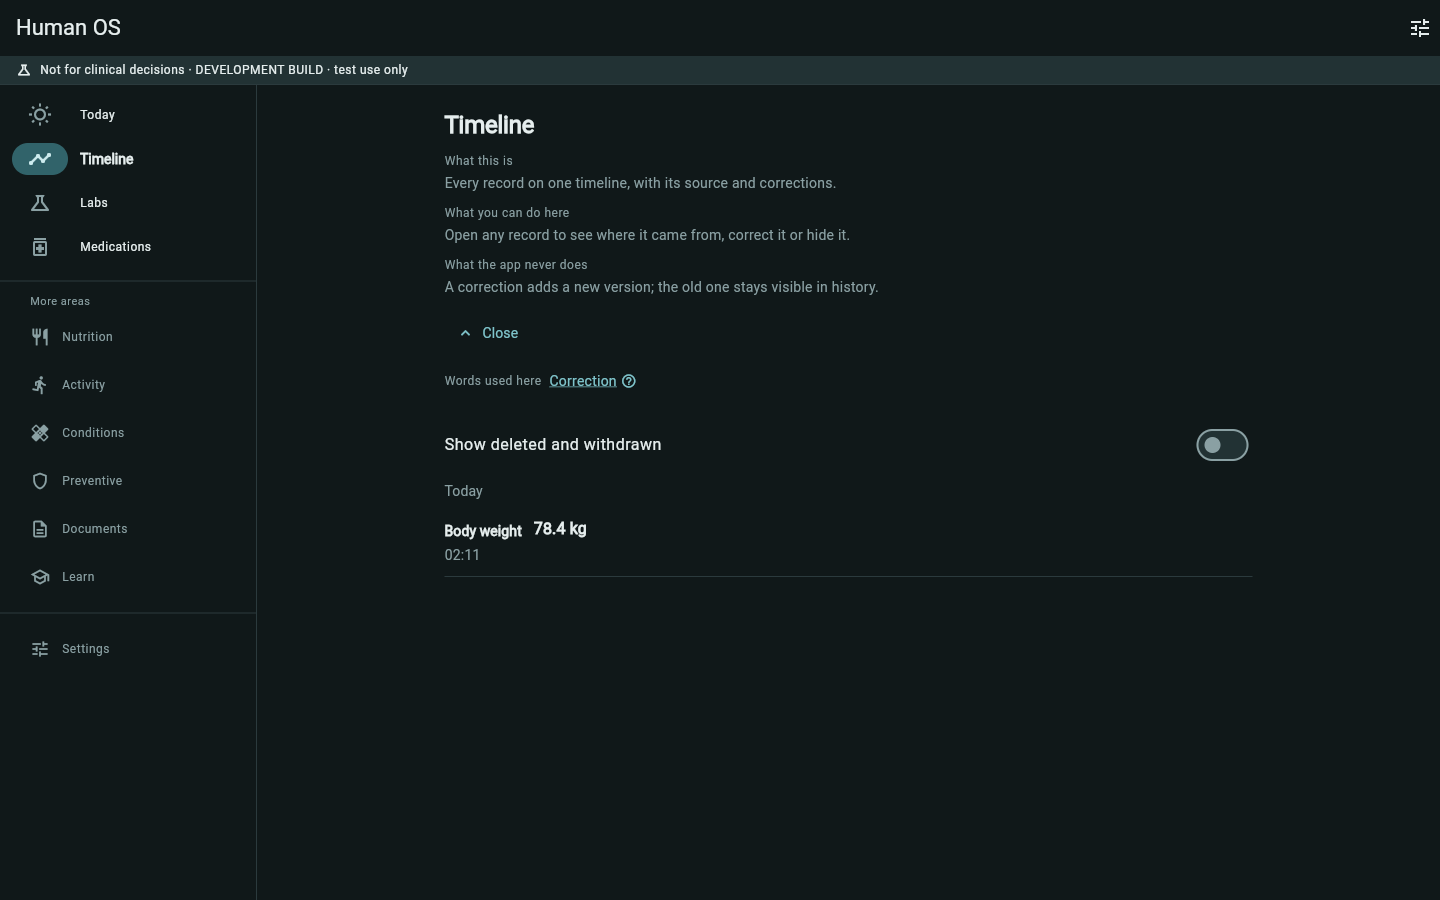 Human OS
Not for clinical decisions · DEVELOPMENT BUILD · test use only
Today
Timeline
Labs
Medications
More areas
Nutrition
Activity
Conditions
Preventive
Documents
Learn
Settings
Timeline
What this is
Every record on one timeline, with its source and corrections.
What you can do here
Open any record to see where it came from, correct it or hide it.
What the app never does
A correction adds a new version; the old one stays visible in history.
Close
Words used here Correction
Show deleted and withdrawn
Today
Body weight 78.4 kg
02:11